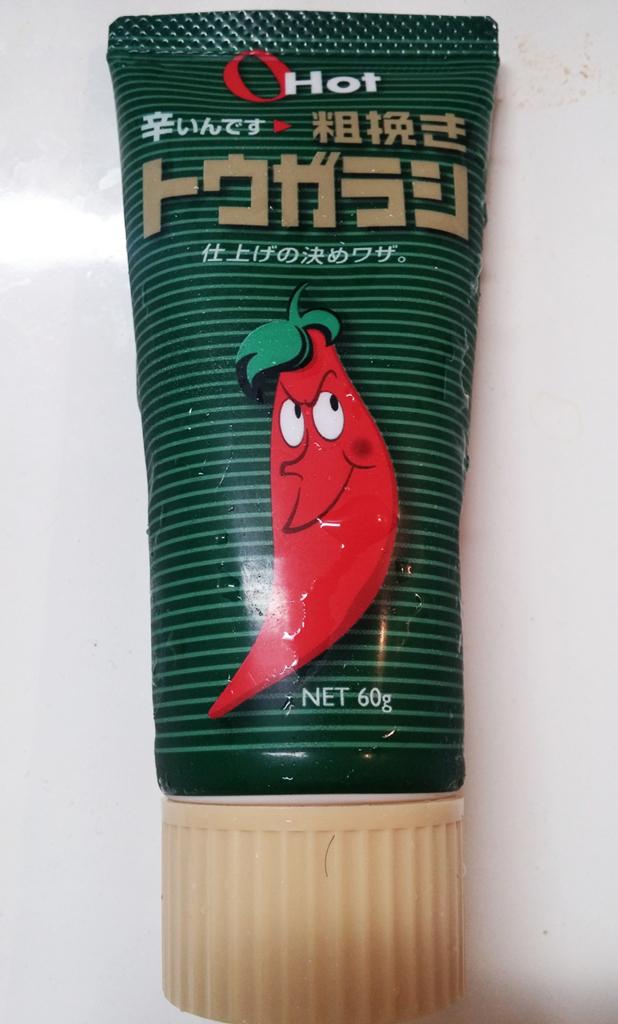 OHot
辛いんです▶粗挽き
トウガラシ
仕上げの決めワザ。
NET 60g